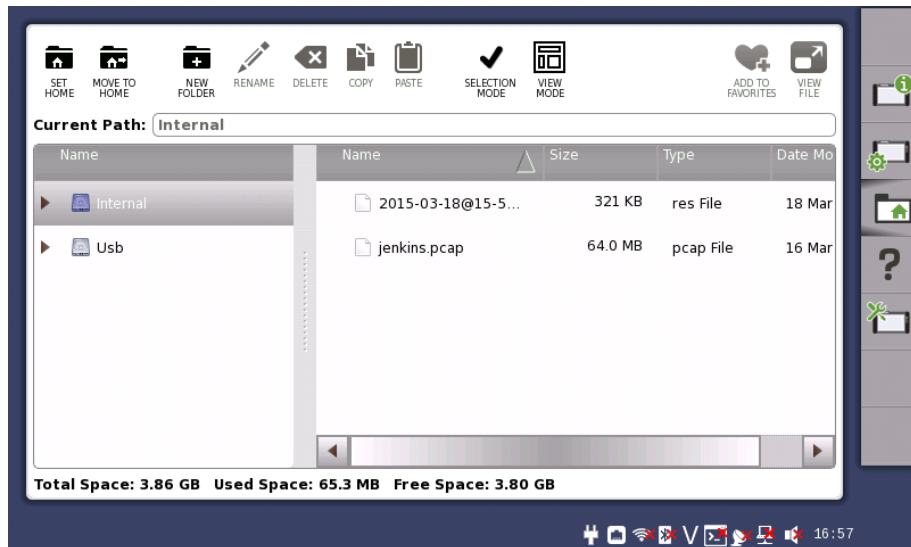 SET HOME
MOVE TO HOME
NEW FOLDER
RENAME
DELETE
COPY
PASTE
SELECTION MODE
VIEW MODE
ADD TO FAVORITES
VIEW FILE
Current Path: Internal
Name
Name Size Type Date Mo
Internal
2015-03-18@15-5... 321 KB res File 18 Mar
Usb
jenkins.pcap 64.0 MB pcap File 16 Mar
Total Space: 3.86 GB Used Space: 65.3 MB Free Space: 3.80 GB
16:57